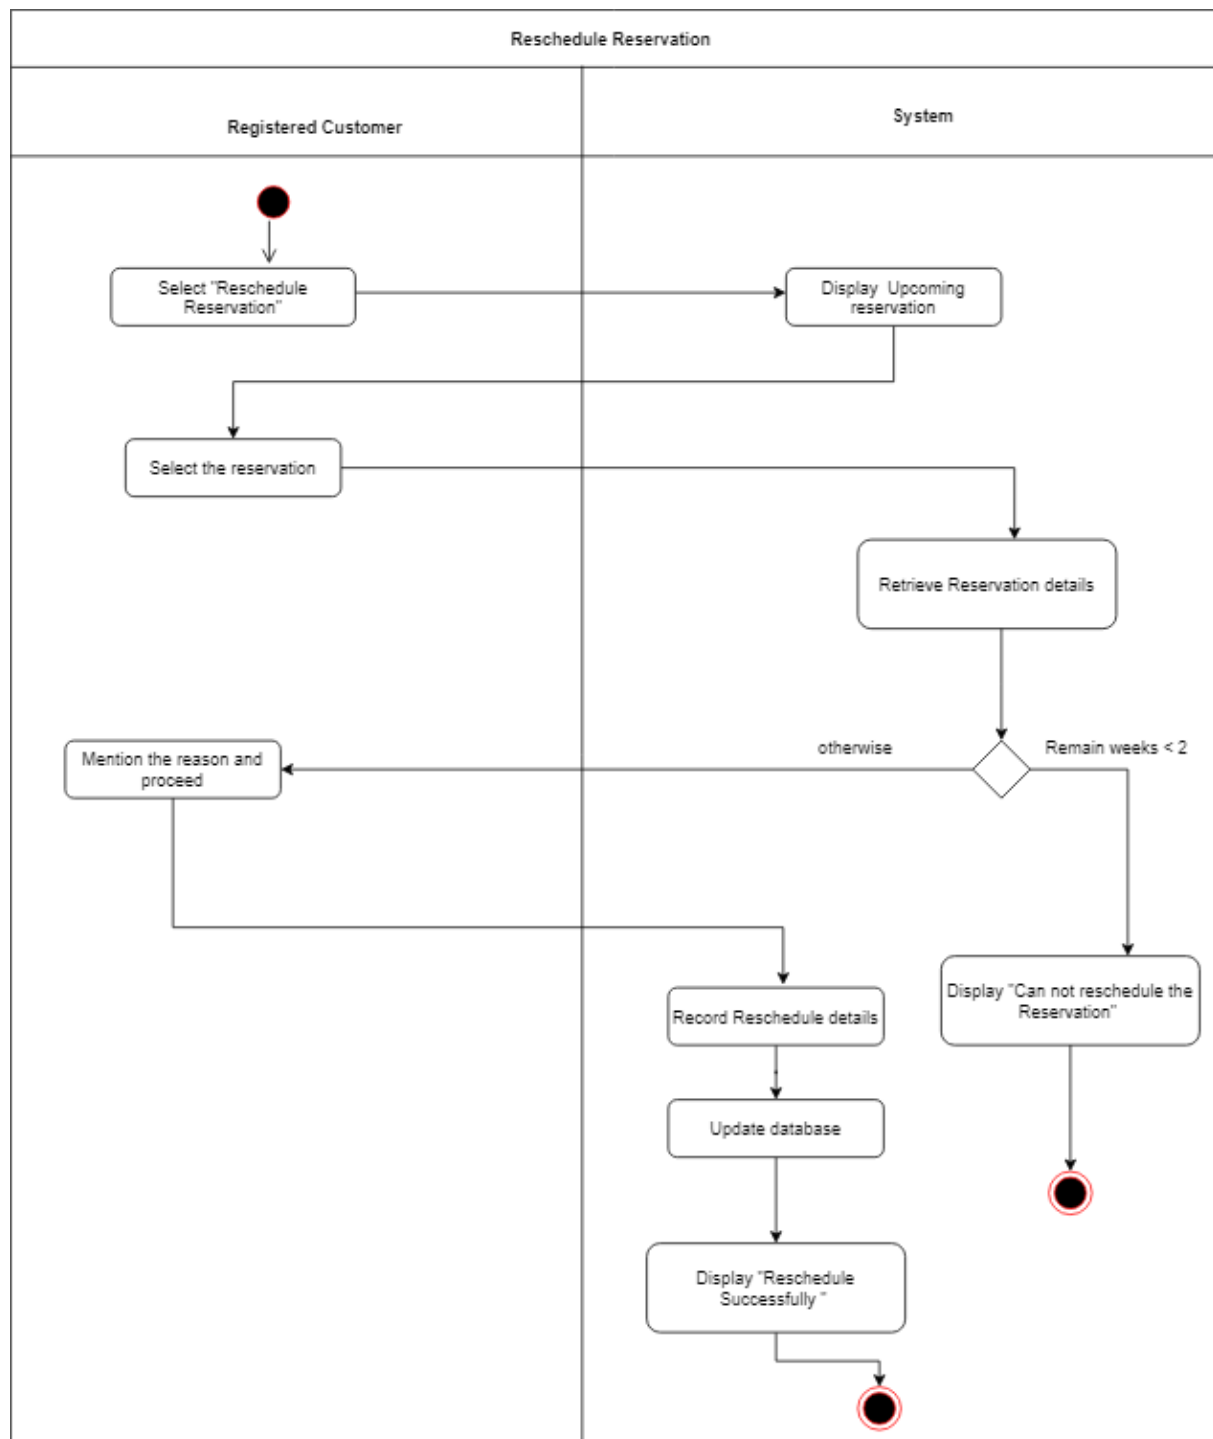 Reschedule Reservation
Registered Customer
System
Select "Reschedule
Reservation"
Display Upcoming
reservation
Select the reservation
Retrieve Reservation details
otherwise
Remain weeks < 2
Mention the reason and
proceed
Record Reschedule details
Display "Can not reschedule the
Reservation"
Update database
Display "Reschedule
Successfully "